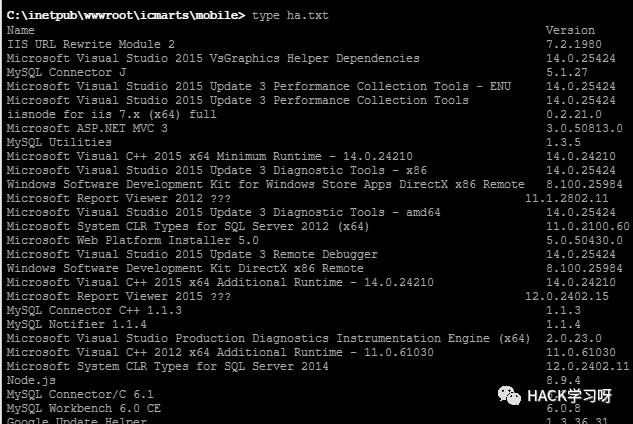 C:\inetpub\wwwroot\icmarts\mobile> type ha.txt
Name Version
IIS URL Rewrite Module 2 7.2.1980
Microsoft Visual Studio 2015 VsGraphics Helper Dependencies 14.0.25424
MySQL Connector J 5.1.27
Microsoft Visual Studio 2015 Update 3 Performance Collection Tools - ENU 14.0.25424
Microsoft Visual Studio 2015 Update 3 Performance Collection Tools 14.0.25424
iisnode for iis 7.x (x64) full 0.2.21.0
Microsoft ASP.NET MVC 3 3.0.50813.0
MySQL Utilities 1.3.5
Microsoft Visual C++ 2015 x64 Minimum Runtime - 14.0.24210 14.0.24210
Microsoft Visual Studio 2015 Update 3 Diagnostic Tools - x86 14.0.25424
Windows Software Development Kit for Windows Store Apps DirectX x86 Remote 8.100.25984
Microsoft Report Viewer 2012 ??? 11.1.2802.11
Microsoft Visual Studio 2015 Update 3 Diagnostic Tools - amd64 14.0.25424
Microsoft System CLR Types for SQL Server 2012 (x64) 11.0.2100.60
Microsoft Web Platform Installer 5.0 5.0.50430.0
Microsoft Visual Studio 2015 Update 3 Remote Debugger 14.0.25424
Windows Software Development Kit DirectX x86 Remote 8.100.25984
Microsoft Visual C++ 2015 x64 Additional Runtime - 14.0.24210 14.0.24210
Microsoft Report Viewer 2015 ??? 12.0.2402.15
MySQL Connector C++ 1.1.3 1.1.3
MySQL Notifier 1.1.4 1.1.4
Microsoft Visual Studio Production Diagnostics Instrumentation Engine (x64) 2.0.23.0
Microsoft Visual C++ 2012 x64 Additional Runtime - 11.0.61030 11.0.61030
Microsoft System CLR Types for SQL Server 2014 12.0.2402.11
Node.js 8.9.4
MySQL Connector/C 6.1
MySQL Workbench 6.0 CE 6.0.8
Google Update Helper 1.3.36.31
HACK学习呀